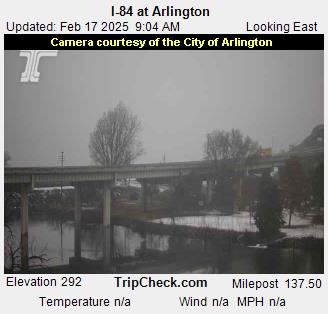 I-84 at Arlington
Updated: Feb 17 2025 9:04 AM Looking East
Camera courtesy of the City of Arlington
Elevation 292 TripCheck.com Milepost 137.50
Temperature n/a Wind n/a MPH n/a